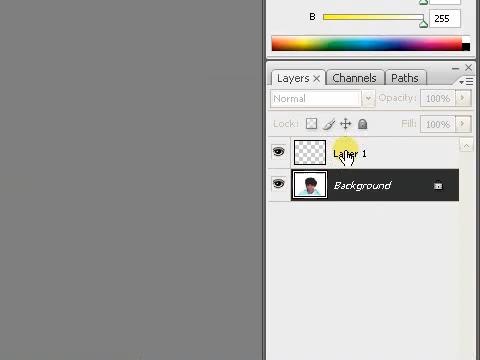 B 255
Layers × Channels Paths
Normal Opacity: 100%
Lock: Fill: 100%
Layer 1
Background